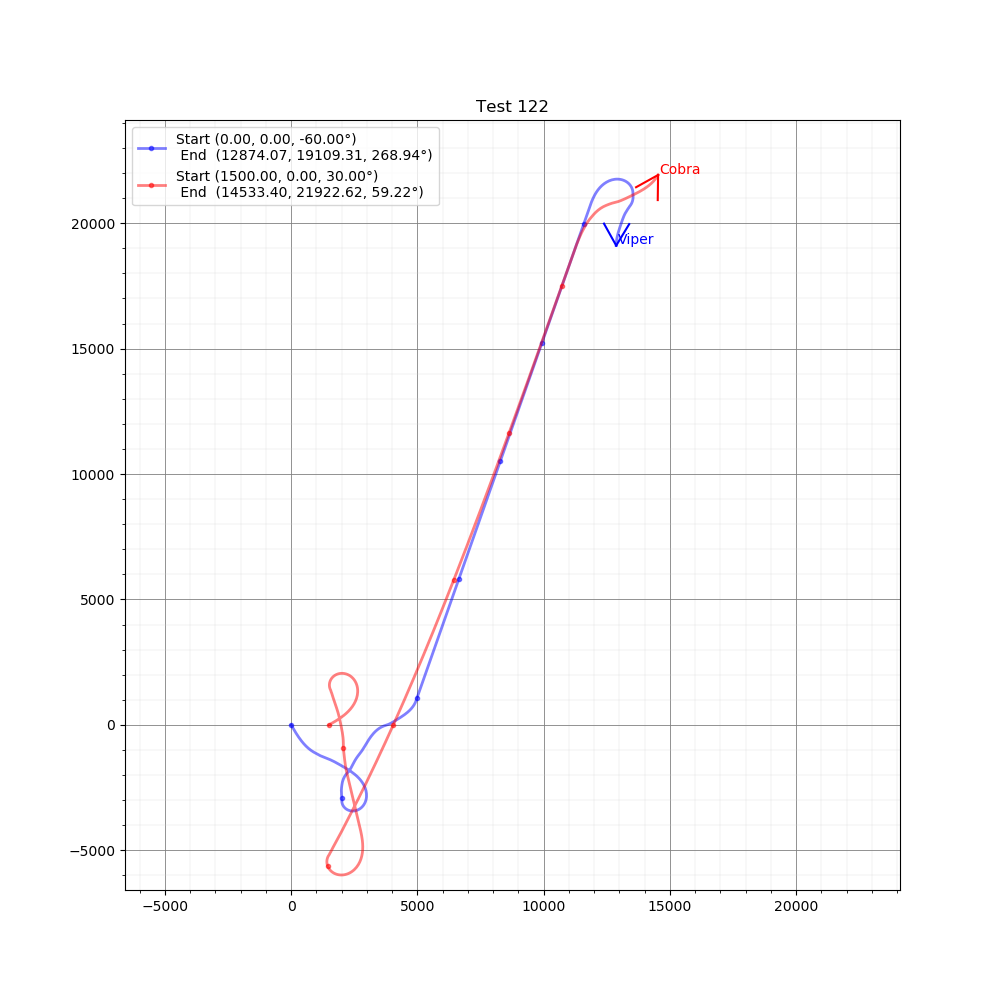 Test 122
Start (0.00, 0.00, -60.00°)
End (12874.07, 19109.31, 268.94°)
Start (1500.00, 0.00, 30.00°)
End (14533.40, 21922.62, 59.22°)
Cobra
Viper
20000
15000
10000
5000
0
−5000
−5000
0
5000
10000
15000
20000